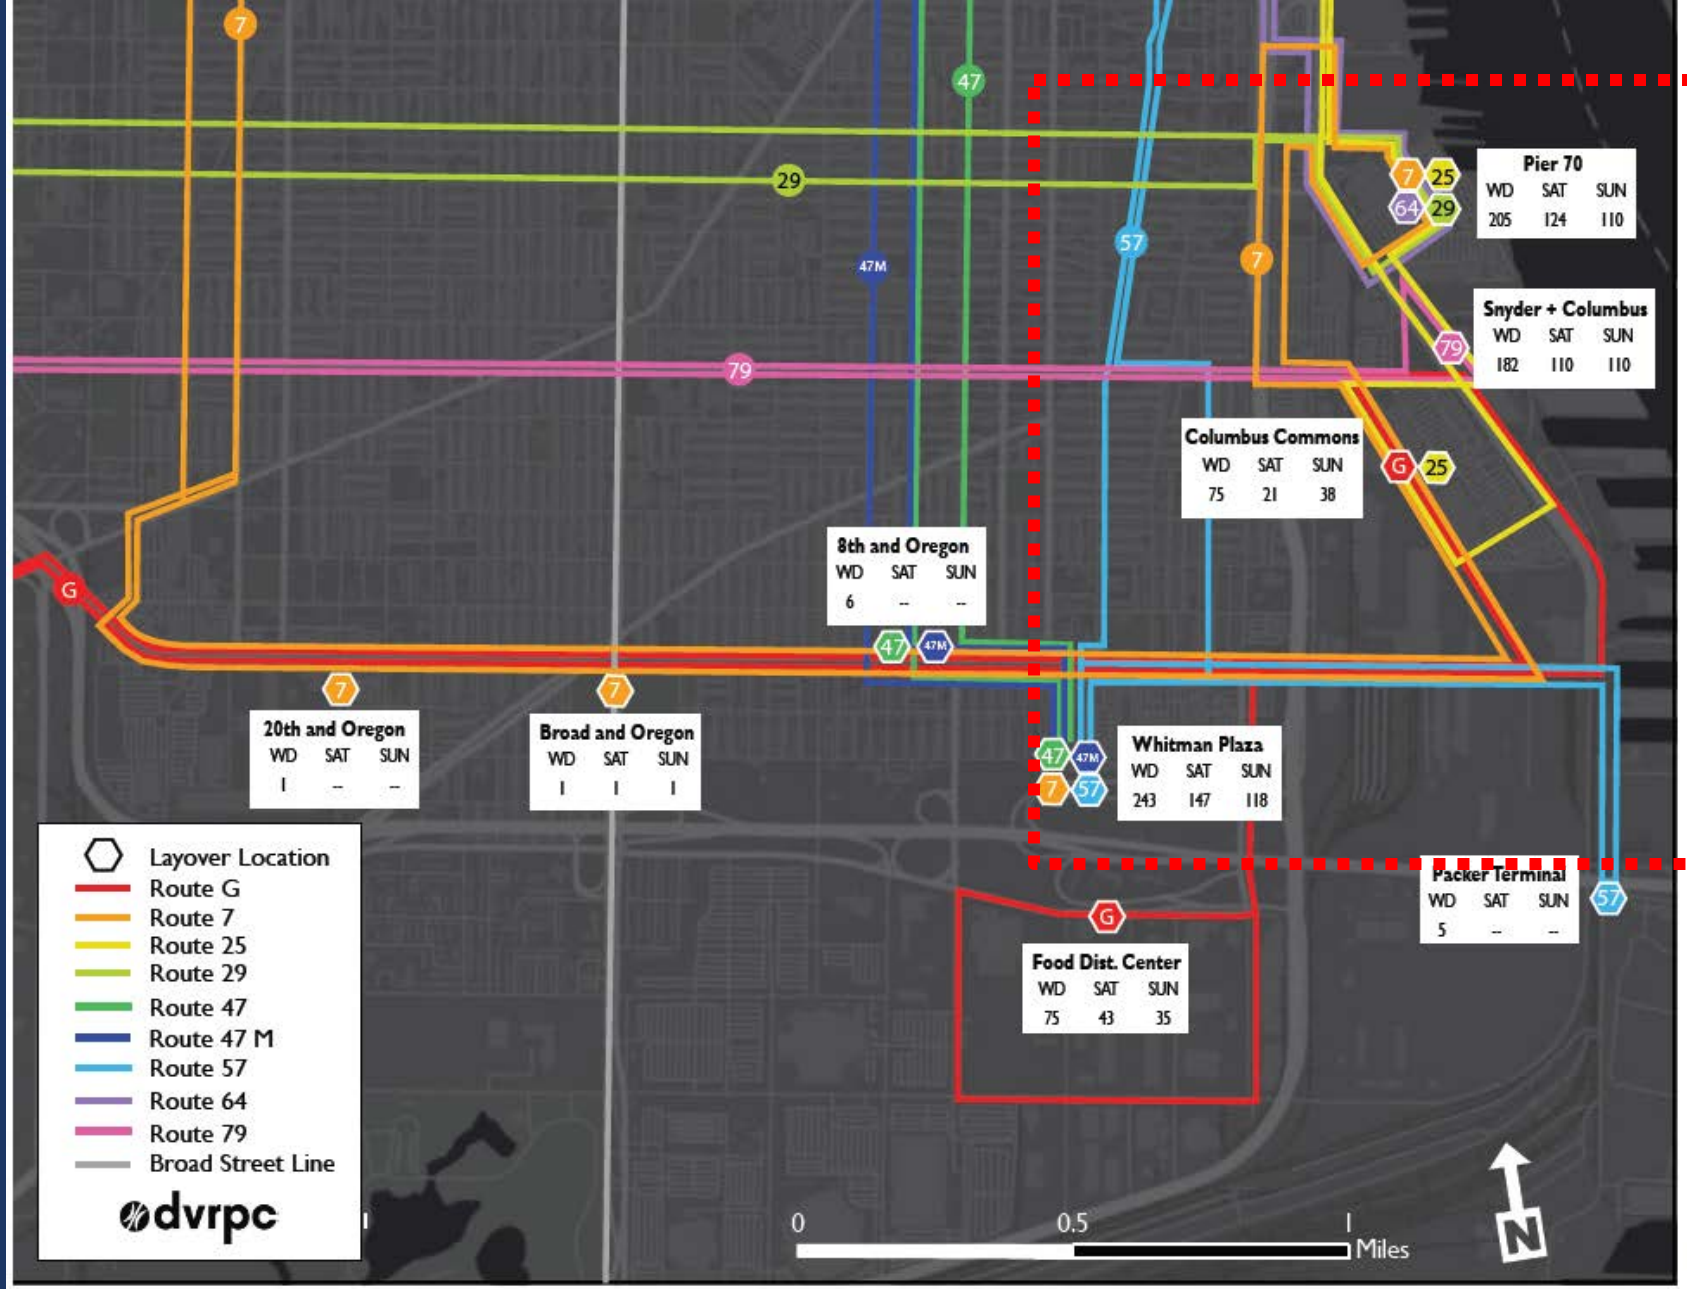 7
47
29
57
47M
7
79
7 25
64 29
Pier 70
WD SAT SUN
205 124 110
79
Snyder + Columbus
WD SAT SUN
182 110 110
Columbus Commons
WD SAT SUN
75 21 38
G 25
8th and Oregon
WD SAT SUN
6 -- --
47 47M
G
7
20th and Oregon
WD SAT SUN
1 -- --
7
Broad and Oregon
WD SAT SUN
1 1 1
47 47M
7 57
Whitman Plaza
WD SAT SUN
243 147 118
Packer Terminal
WD SAT SUN
5 -- --
57
G
Food Dist. Center
WD SAT SUN
75 43 35
Layover Location
Route G
Route 7
Route 25
Route 29
Route 47
Route 47 M
Route 57
Route 64
Route 79
Broad Street Line
dvrpc
0 0.5 1
Miles
N